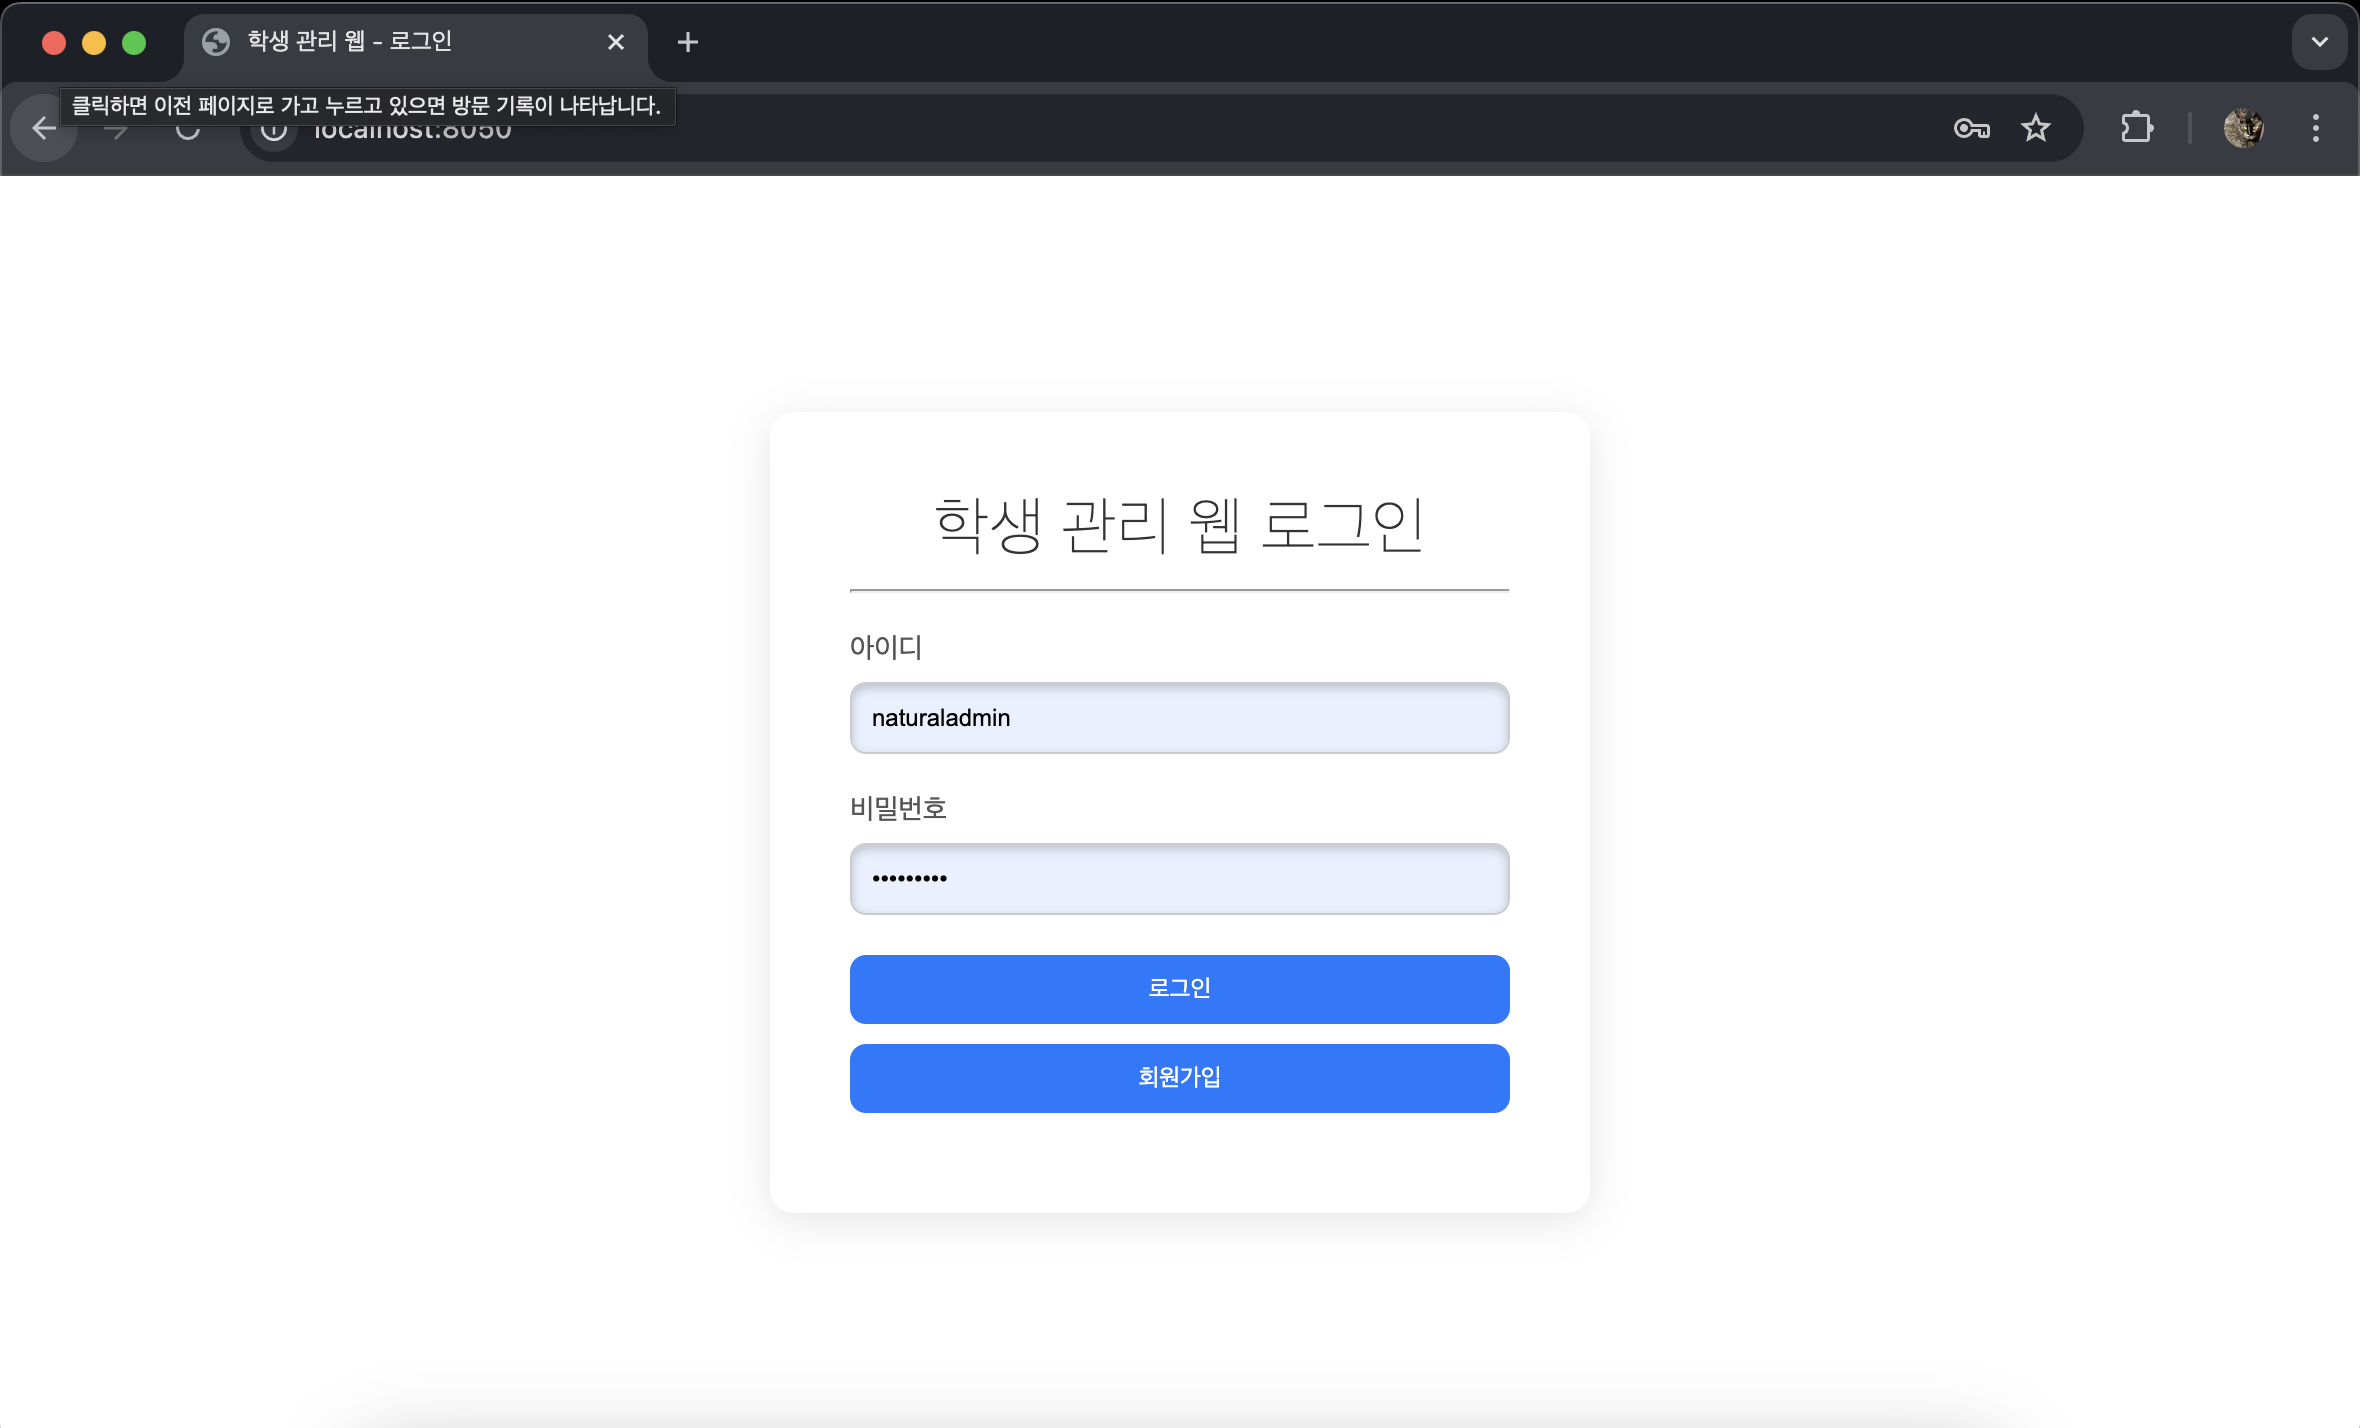 학생 관리 웹 - 로그인
클릭하면 이전 페이지로 가고 누르고 있으면 방문 기록이 나타납니다.
localhost:8050
학생 관리 웹 로그인
아이디
naturaladmin
비밀번호
•••••••••
로그인
회원가입